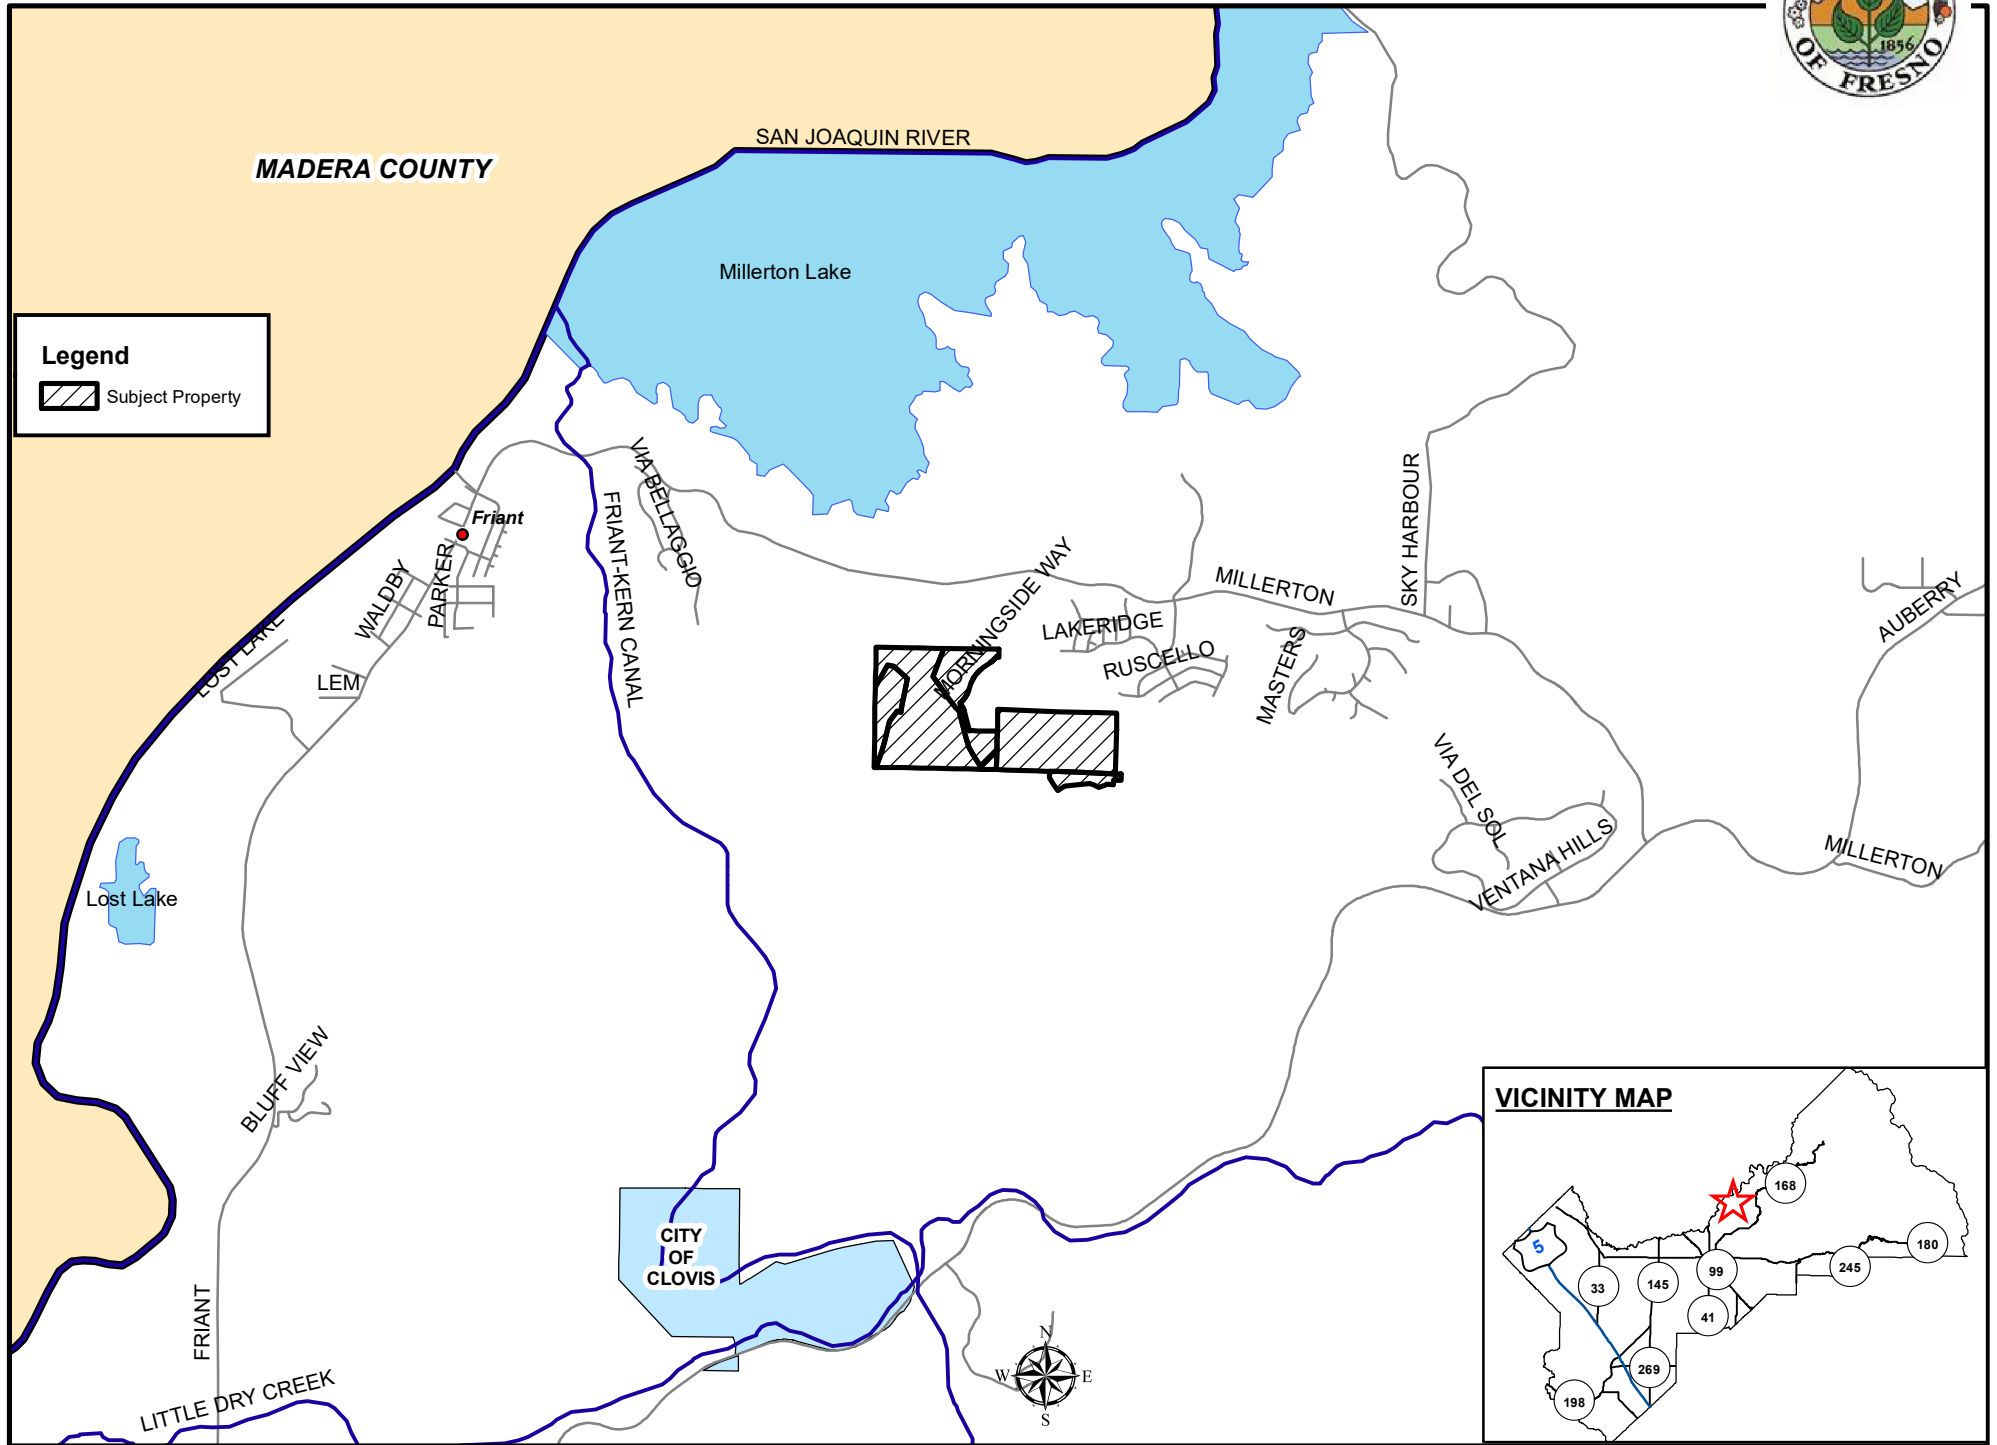 1856
OF FRESNO
SAN JOAQUIN RIVER
MADERA COUNTY
Millerton Lake
Legend
Subject Property
VIA BELLAGGIO
SKY HARBOUR
FRIANT-KERN CANAL
Friant
MORNINGSIDE WAY
MILLERTON
WALDBY
PARKER
AUBERRY
LAKERIDGE
LOST LAKE
RUSCELLO
MASTERS
LEM
VIA DEL SOL
VENTANA HILLS
MILLERTON
Lost Lake
BLUFF VIEW
VICINITY MAP
168
180
5
245
99
145
33
41
269
198
CITY
OF
CLOVIS
FRIANT
N
W
E
S
LITTLE DRY CREEK